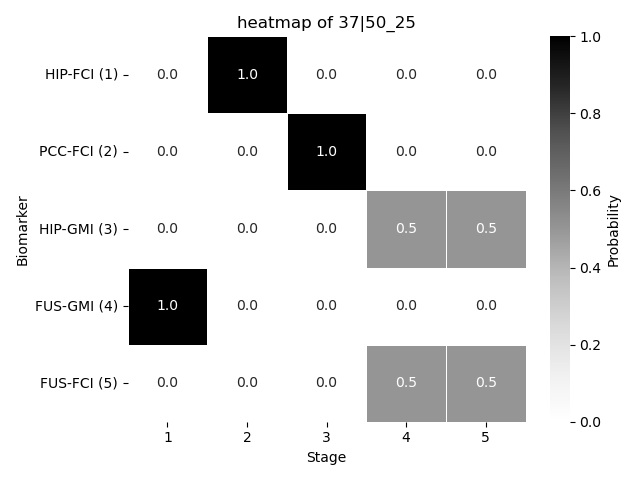 heatmap of 37|50_25
HIP-FCI (1) 0.0 1.0 0.0 0.0 0.0
PCC-FCI (2) 0.0 0.0 1.0 0.0 0.0
HIP-GMI (3) 0.0 0.0 0.0 0.5 0.5
FUS-GMI (4) 1.0 0.0 0.0 0.0 0.0
FUS-FCI (5) 0.0 0.0 0.0 0.5 0.5
1 2 3 4 5
Stage
Biomarker
1.0
0.8
0.6
0.4
0.2
0.0
Probability